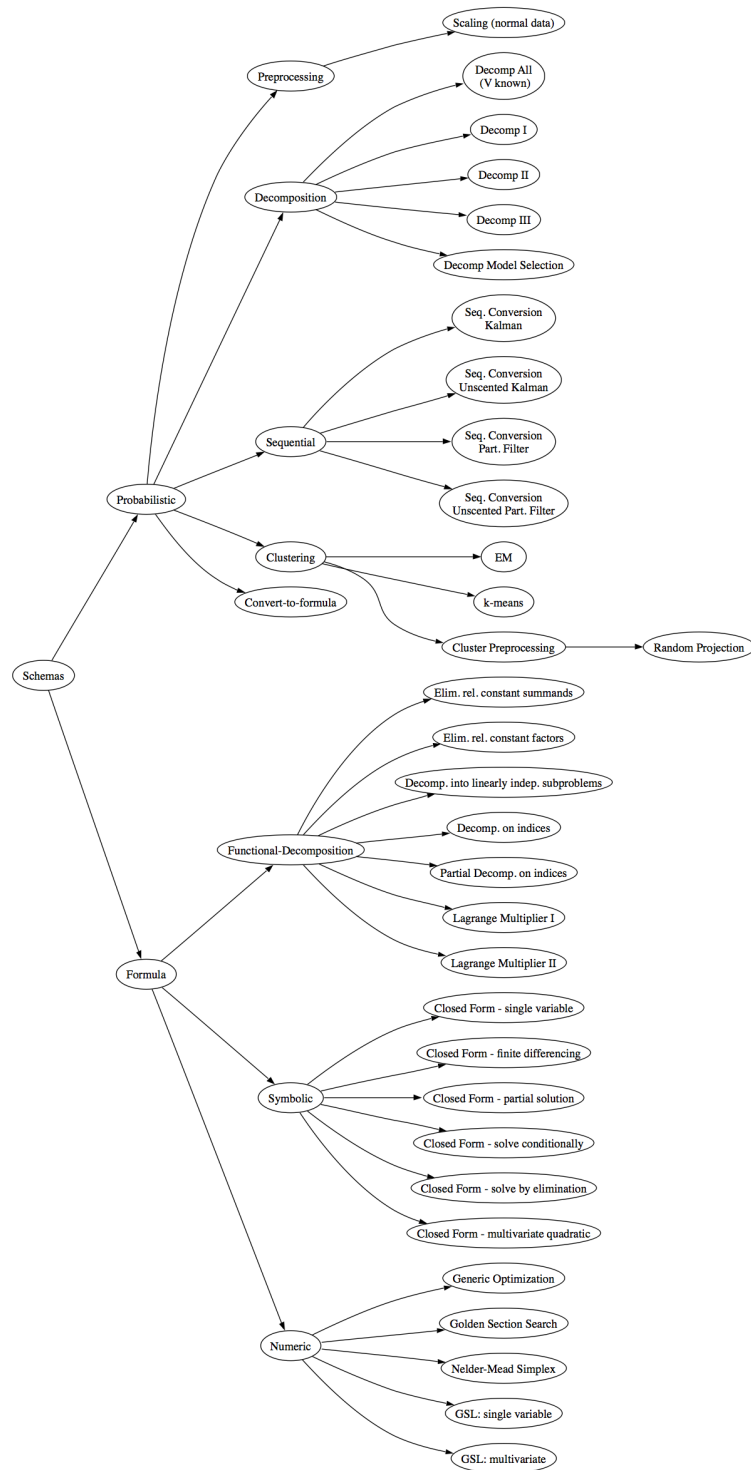 Scaling (normal data)
Preprocessing
Decomp All
(V known)
Decomp I
Decomp II
Decomposition
Decomp III
Decomp Model Selection
Seq. Conversion
Kalman
Seq. Conversion
Unscented Kalman
Sequential
Seq. Conversion
Part. Filter
Probabilistic
Seq. Conversion
Unscented Part. Filter
Clustering
EM
Convert-to-formula
k-means
Cluster Preprocessing
Random Projection
Schemas
Elim. rel. constant summands
Elim. rel. constant factors
Decomp. into linearly indep. subproblems
Decomp. on indices
Functional-Decomposition
Partial Decomp. on indices
Lagrange Multiplier I
Lagrange Multiplier II
Formula
Closed Form - single variable
Closed Form - finite differencing
Symbolic
Closed Form - partial solution
Closed Form - solve conditionally
Closed Form - solve by elimination
Closed Form - multivariate quadratic
Generic Optimization
Golden Section Search
Numeric
Nelder-Mead Simplex
GSL: single variable
GSL: multivariate